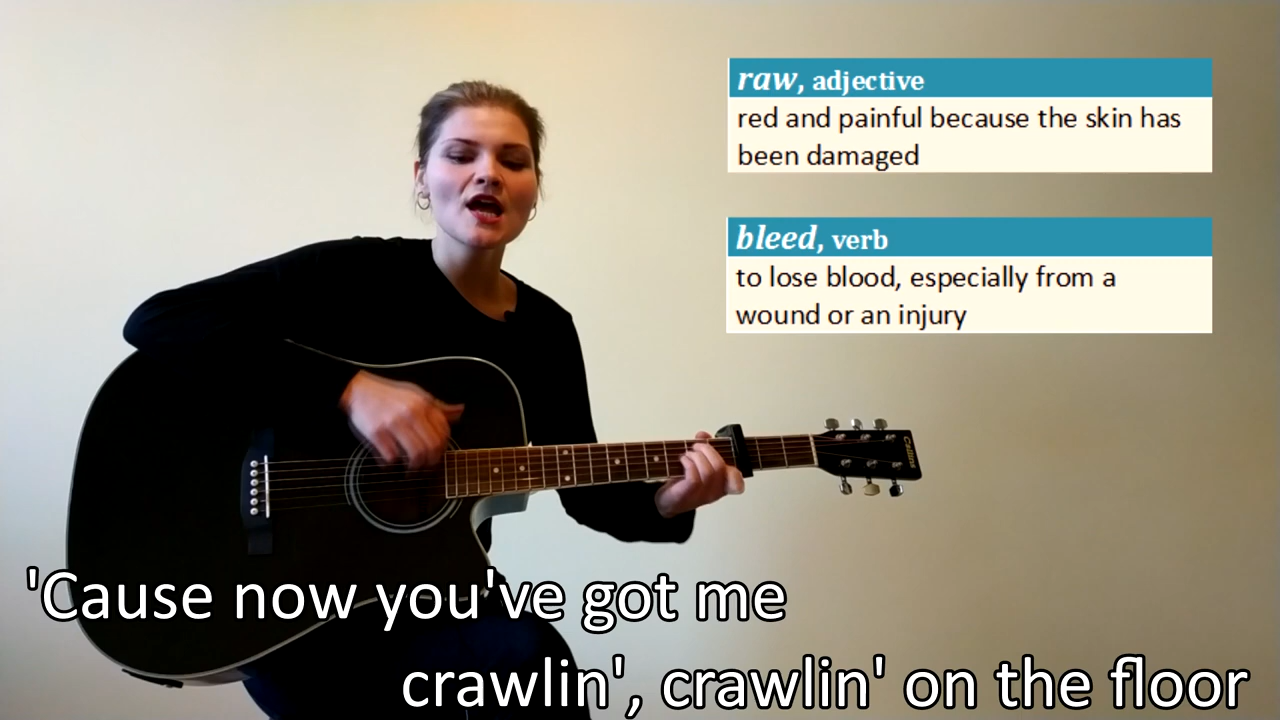 raw, adjective
red and painful because the skin has
been damaged
bleed, verb
to lose blood, especially from a
wound or an injury
Collins
'Cause now you've got me
crawlin', crawlin' on the floor